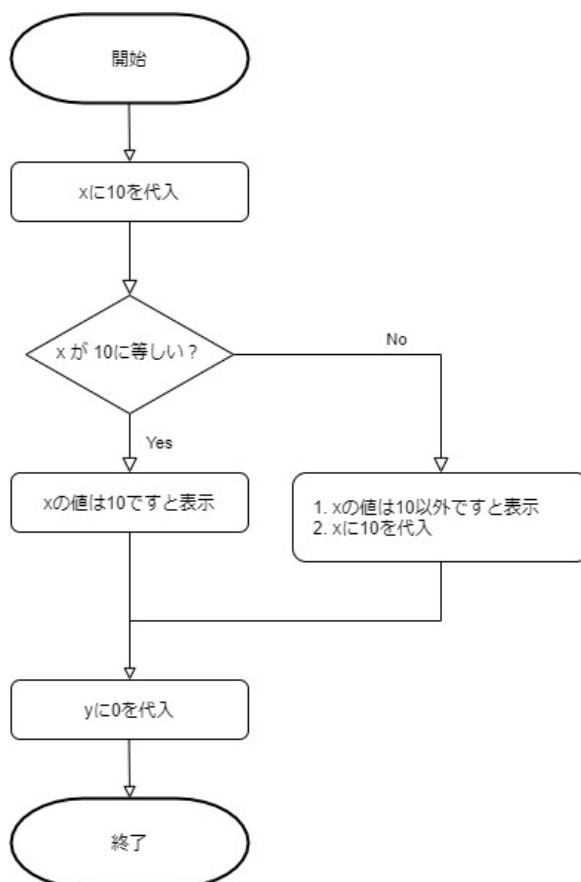 開始
xに10を代入
x が 10に等しい？
No
Yes
xの値は10ですと表示
1. xの値は10以外ですと表示
2. xに10を代入
yに0を代入
終了